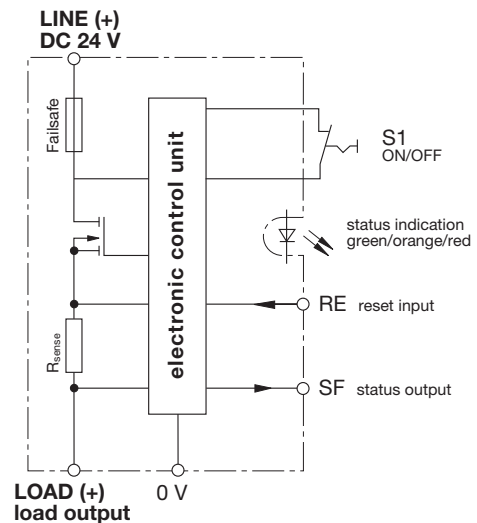 LINE (+)
DC 24 V
Failsafe
electronic control unit
S1
ON/OFF
status indication
green/orange/red
RE reset input
Rsense
SF status output
LOAD (+)
load output
0 V